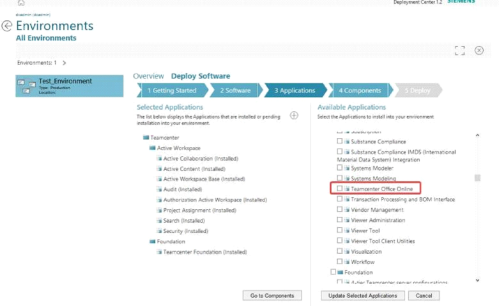 Deployment Center 1.2
Environments
All Environments
Environments 1 >
Test_Environment
Type: Production
Location:
Overview Deploy Software
1 Getting Started
2 Software
3 Applications
4 Components
5 Deploy
Selected Applications
The list below displays the Applications that are installed or pending
installation into your environment.
Teamcenter
Active Workspace
Active Collaboration (Installed)
Active Content (Installed)
Active Workspace Base (Installed)
Audit (Installed)
Authorization Active Workspace (Installed)
Project Assignment (Installed)
Search (Installed)
Security (Installed)
Foundation
Teamcenter Foundation (Installed)
Go to Components
Available Applications
Select the Applications to install into your environment
Subscription
Substance Compliance
Substance Compliance IMDS (International
Material Data System) Integration
Systems Modeler
Systems Modeling
Teamcenter Office Online
Transaction Processing and BOM Interface
Vendor Management
Viewer Administration
Viewer Tool
Viewer Tool Client Utilities
Visualization
Workflow
Foundation
4-tier Teamcenter server configurations
Update Selected Applications
Cancel